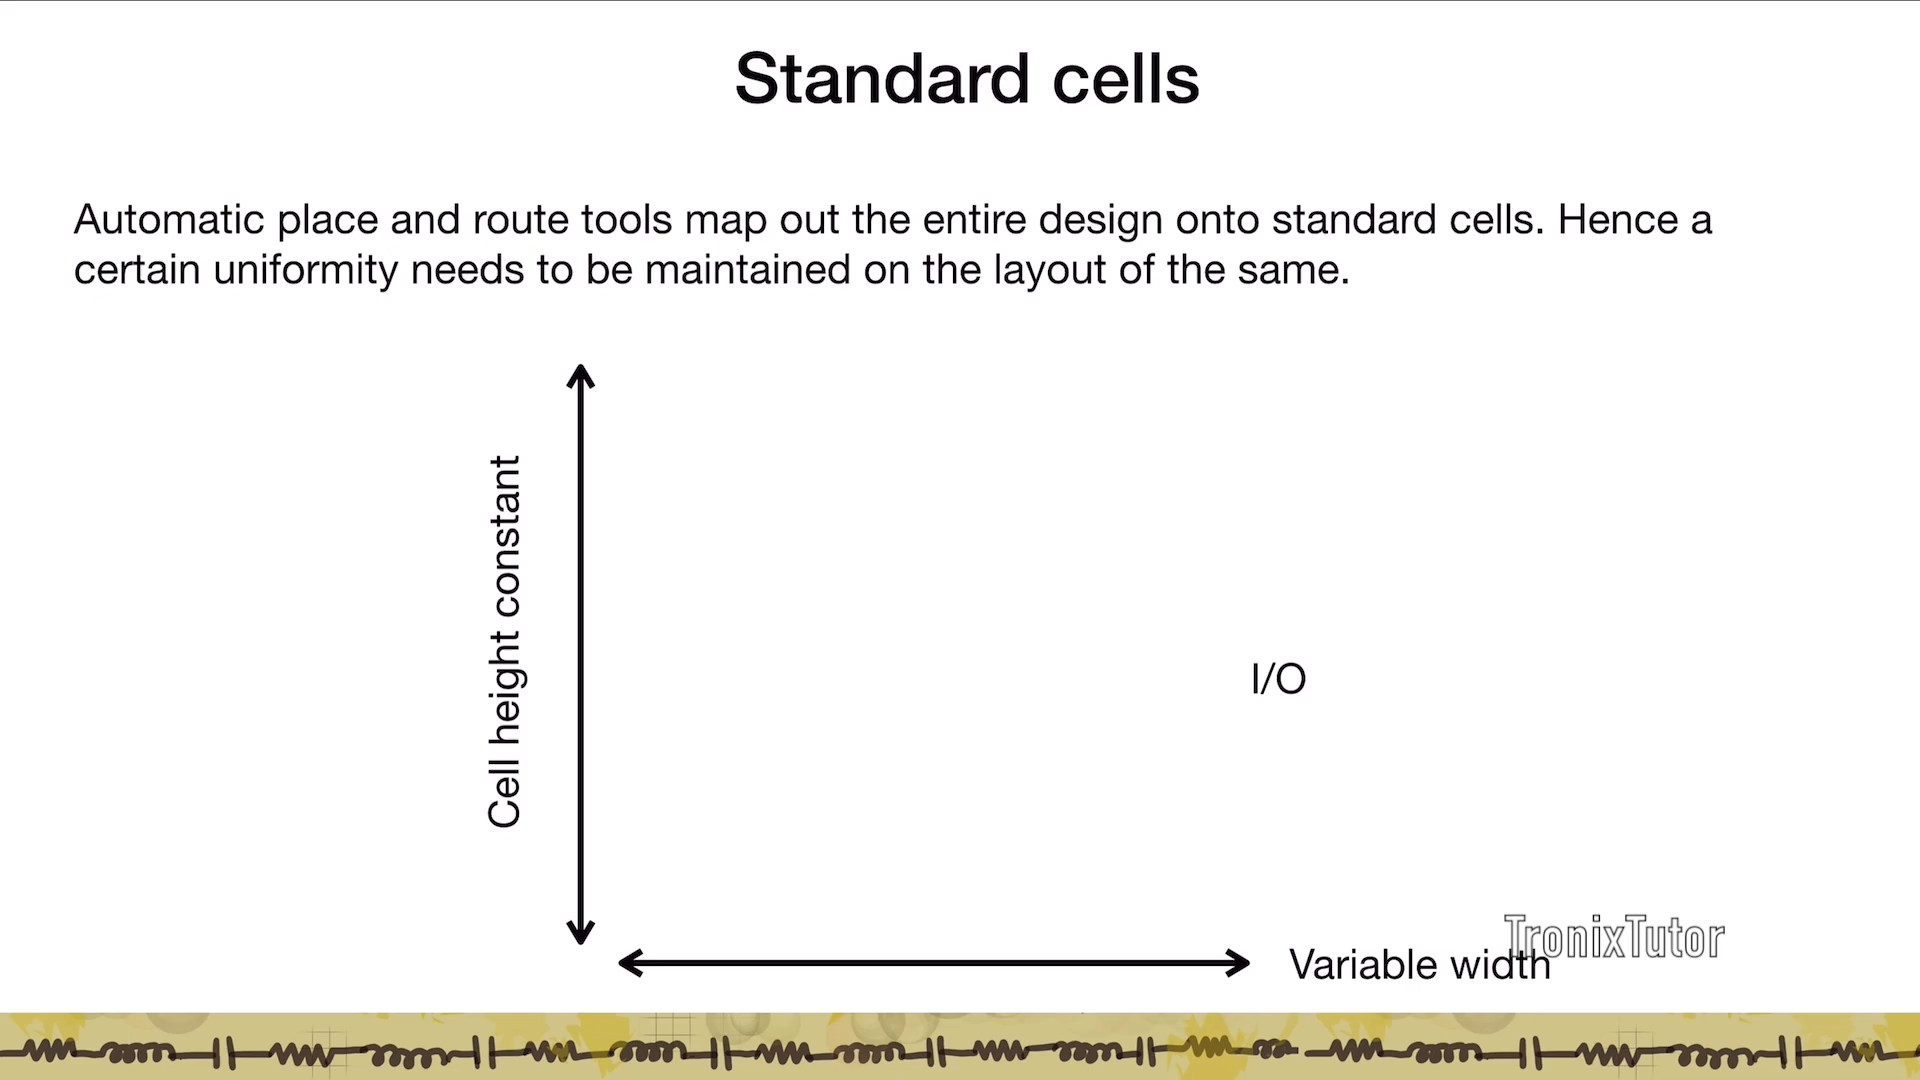 Standard cells
Automatic place and route tools map out the entire design onto standard cells. Hence a
certain uniformity needs to be maintained on the layout of the same.
Cell height constant
I/O
TronixTutor
Variable width